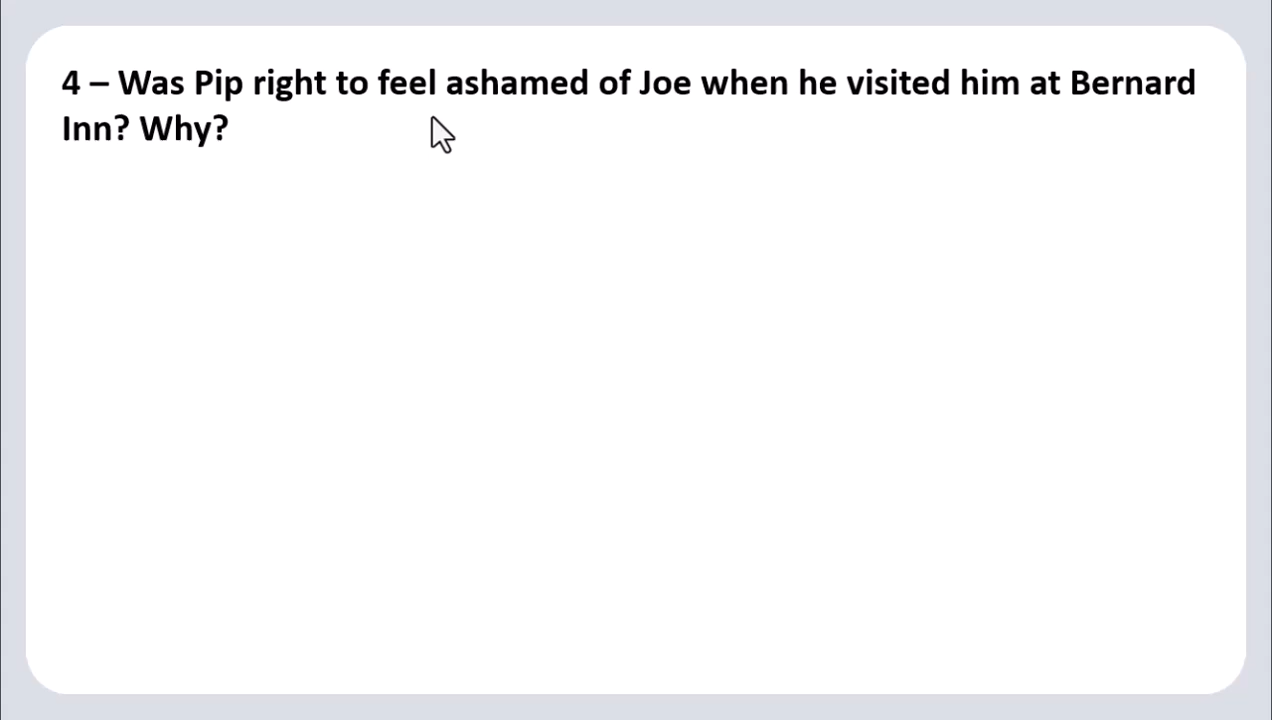 4 – Was Pip right to feel ashamed of Joe when he visited him at Bernard
Inn? Why?